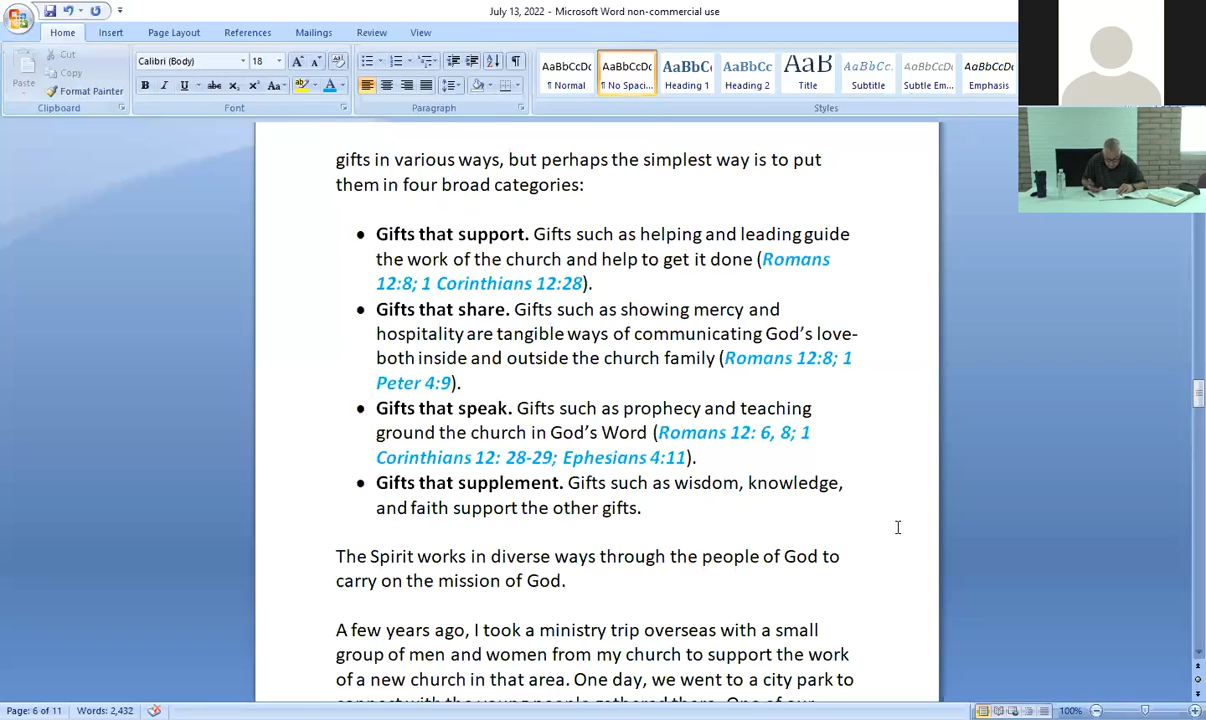 July 13, 2022 - Microsoft Word non-commercial use
Home Insert Page Layout References Mailings Review View
Cut
Copy
Paste
Format Painter
Calibri (Body) 18
B I U abc x₂ x² Aa A
AaBbCcDc AaBbCcDc AaBbC AaBbCc AaB AaBbCcL AaBbCcDc AaBbCcDc
¶ Normal ¶ No Spaci... Heading 1 Heading 2 Title Subtitle Subtle Em... Emphasis
Clipboard Font Paragraph Styles
gifts in various ways, but perhaps the simplest way is to put
them in four broad categories:
• Gifts that support. Gifts such as helping and leading guide
the work of the church and help to get it done (Romans
12:8; 1 Corinthians 12:28).
• Gifts that share. Gifts such as showing mercy and
hospitality are tangible ways of communicating God’s love-
both inside and outside the church family (Romans 12:8; 1
Peter 4:9).
• Gifts that speak. Gifts such as prophecy and teaching
ground the church in God’s Word (Romans 12: 6, 8; 1
Corinthians 12: 28-29; Ephesians 4:11).
• Gifts that supplement. Gifts such as wisdom, knowledge,
and faith support the other gifts.
The Spirit works in diverse ways through the people of God to
carry on the mission of God.
A few years ago, I took a ministry trip overseas with a small
group of men and women from my church to support the work
of a new church in that area. One day, we went to a city park to
Page: 6 of 11 Words: 2,432 100%